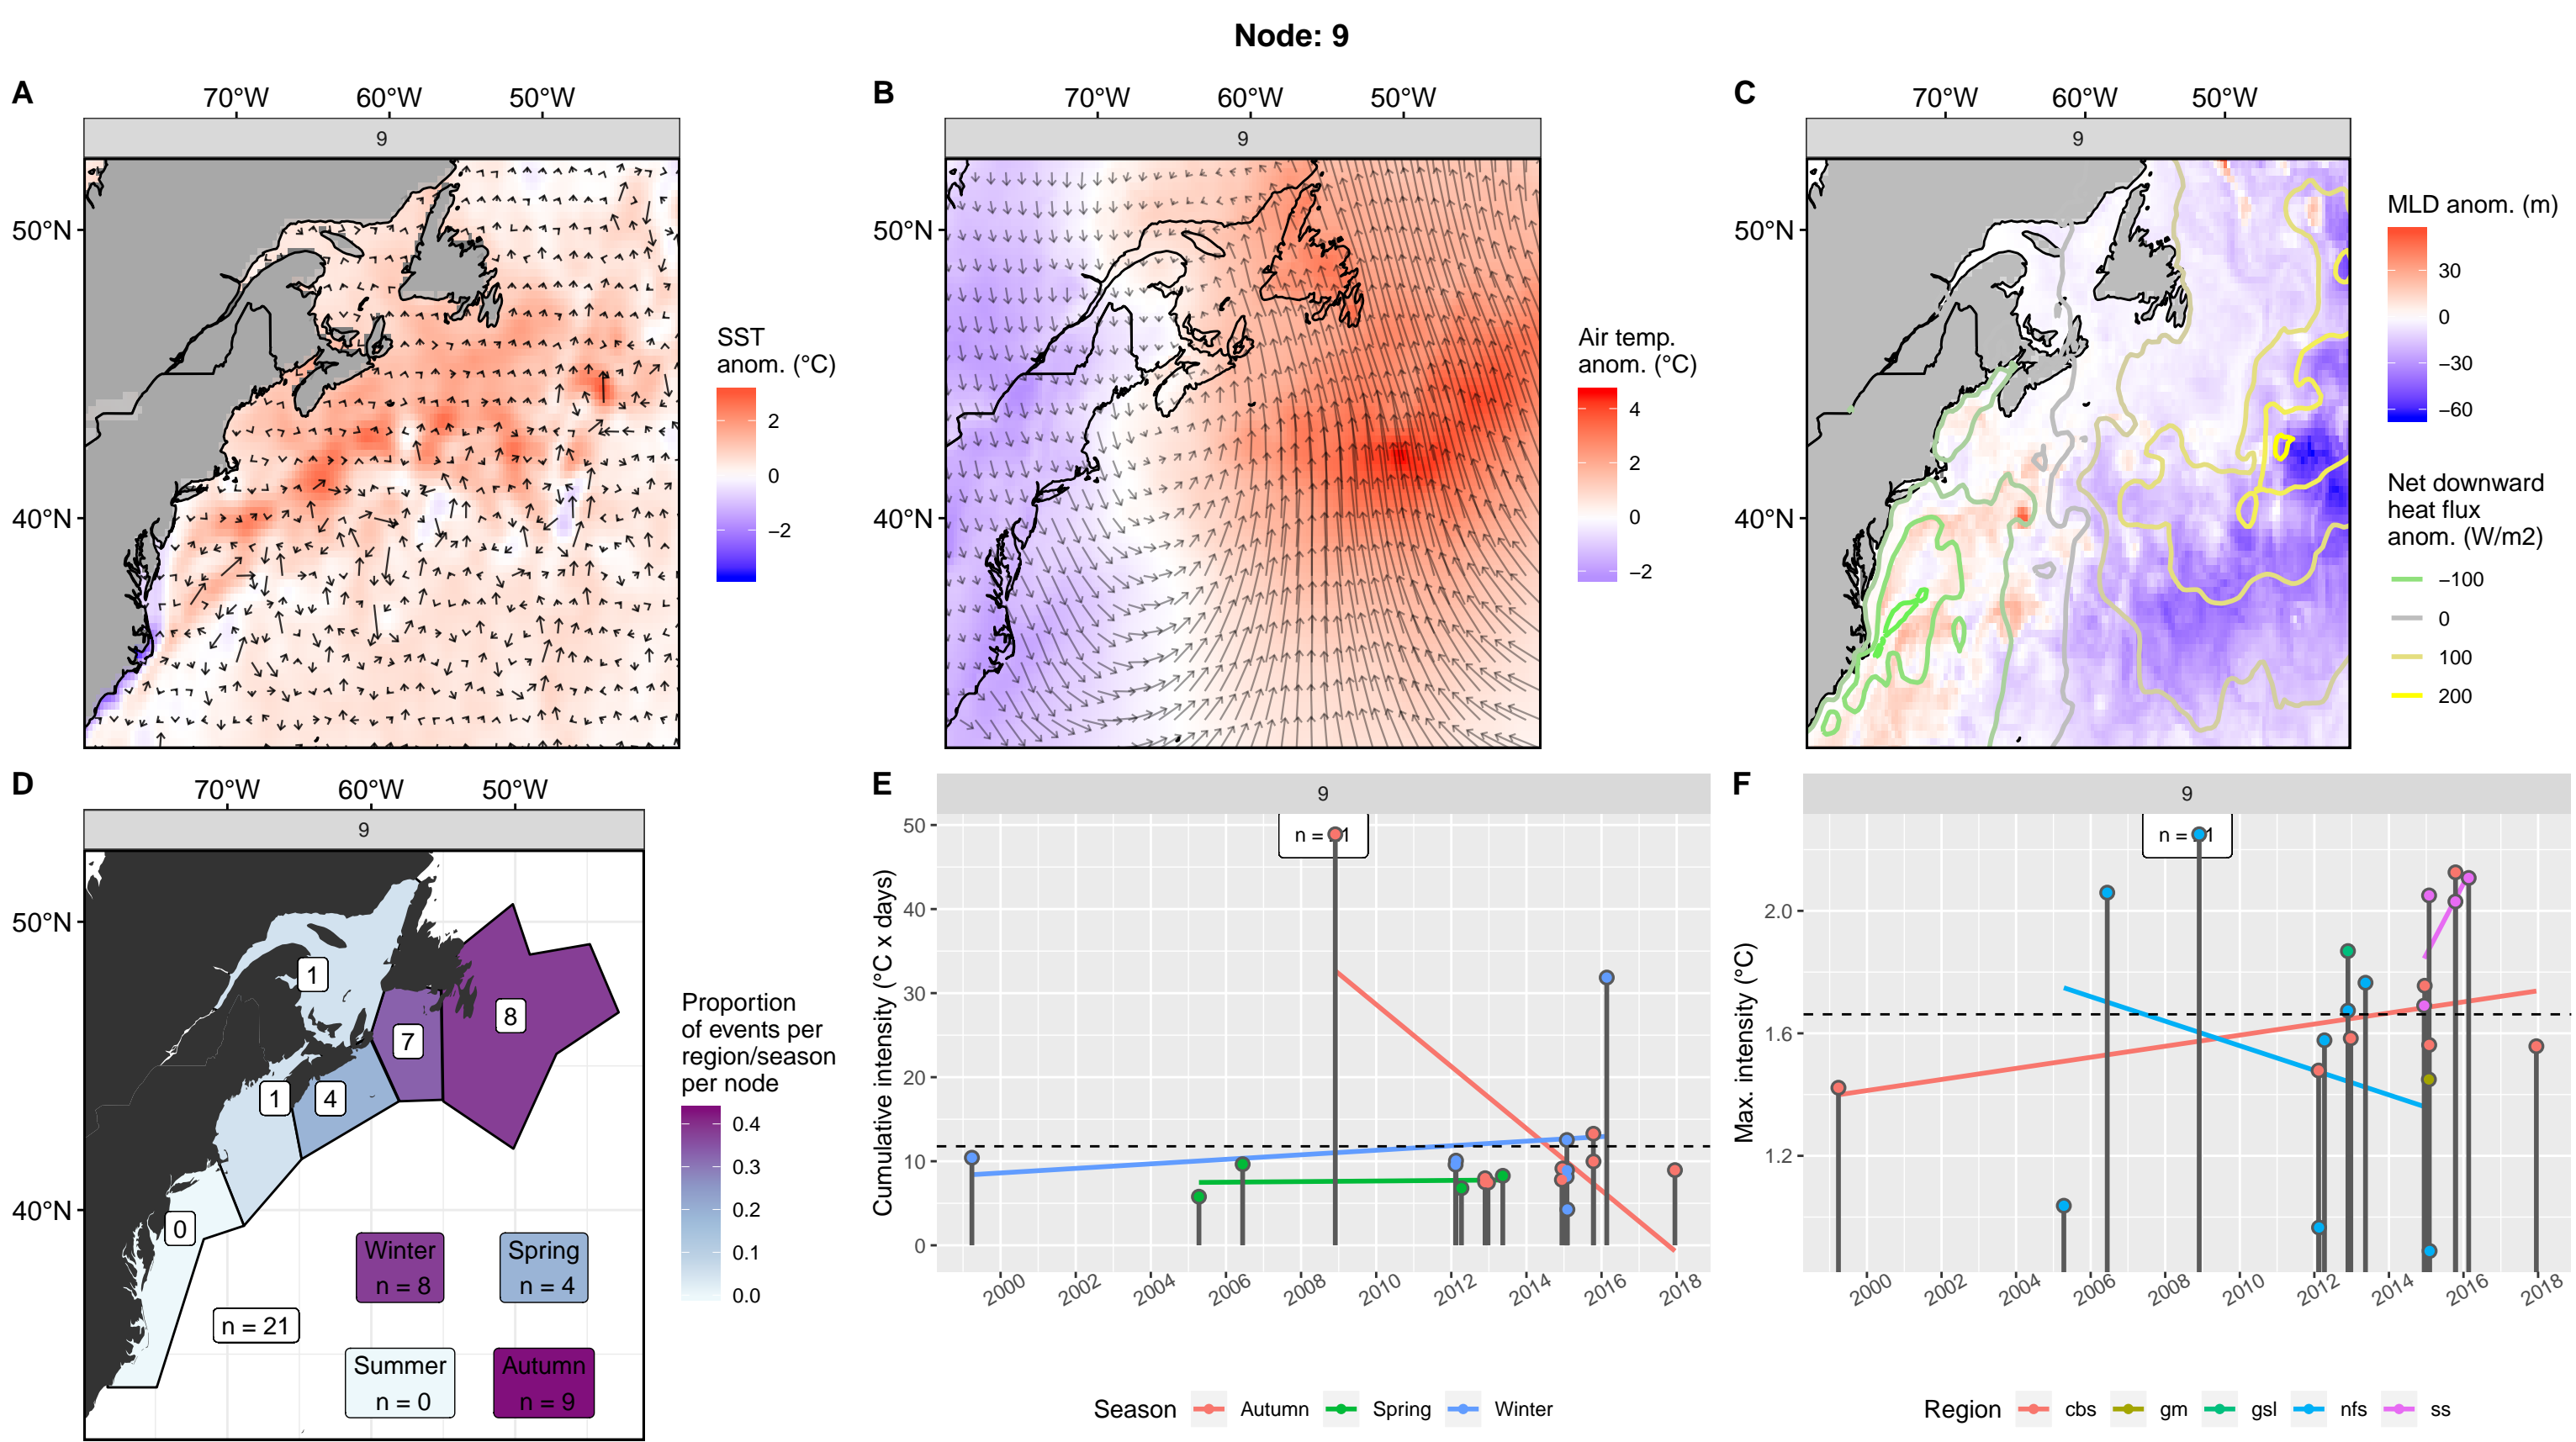 Node: 9
A
70°W 60°W 50°W
9
50°N
40°N
SST
anom. (°C)
2
0
−2
B
70°W 60°W 50°W
9
50°N
40°N
Air temp.
anom. (°C)
4
2
0
−2
C
70°W 60°W 50°W
9
50°N
40°N
MLD anom. (m)
30
0
−30
−60
Net downward
heat flux
anom. (W/m2)
−100
0
100
200
D
70°W 60°W 50°W
9
50°N
40°N
1
8
7
1
4
0
n = 21
Winter
n = 8
Spring
n = 4
Summer
n = 0
Autumn
n = 9
Proportion
of events per
region/season
per node
0.4
0.3
0.2
0.1
0.0
E
9
Cumulative intensity (°C x days)
50
40
30
20
10
0
n =
2000 2002 2004 2006 2008 2010 2012 2014 2016 2018
Season Autumn Spring Winter
F
9
Max. intensity (°C)
2.0
1.6
1.2
n =
2000 2002 2004 2006 2008 2010 2012 2014 2016 2018
Region cbs gm gsl nfs ss